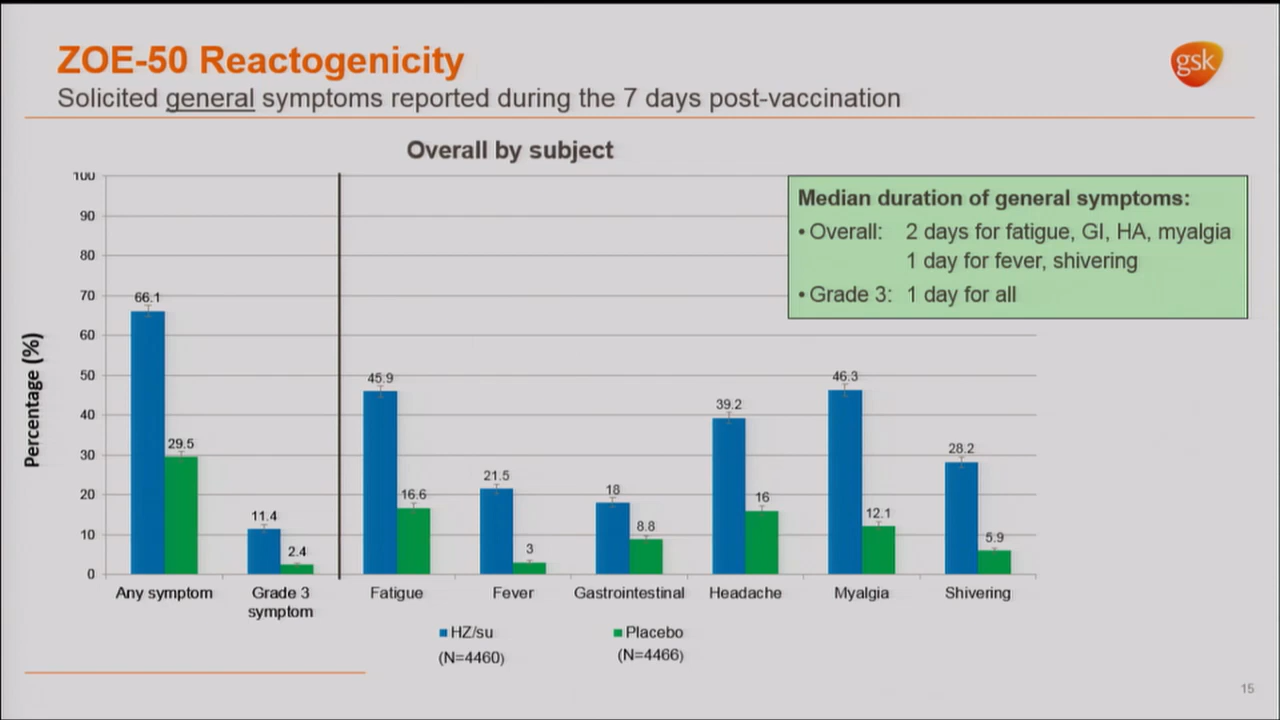 ZOE-50 Reactogenicity
gsk
Solicited general symptoms reported during the 7 days post-vaccination
Overall by subject
Median duration of general symptoms:
• Overall: 2 days for fatigue, GI, HA, myalgia
1 day for fever, shivering
• Grade 3: 1 day for all
Percentage (%)
100
90
80
70
60
50
40
30
20
10
0
66.1
29.5
11.4
2.4
45.9
16.6
21.5
3
18
8.8
39.2
16
46.3
12.1
28.2
5.9
Any symptom
Grade 3
symptom
Fatigue
Fever
Gastrointestinal
Headache
Myalgia
Shivering
HZ/su
(N=4460)
Placebo
(N=4466)
15